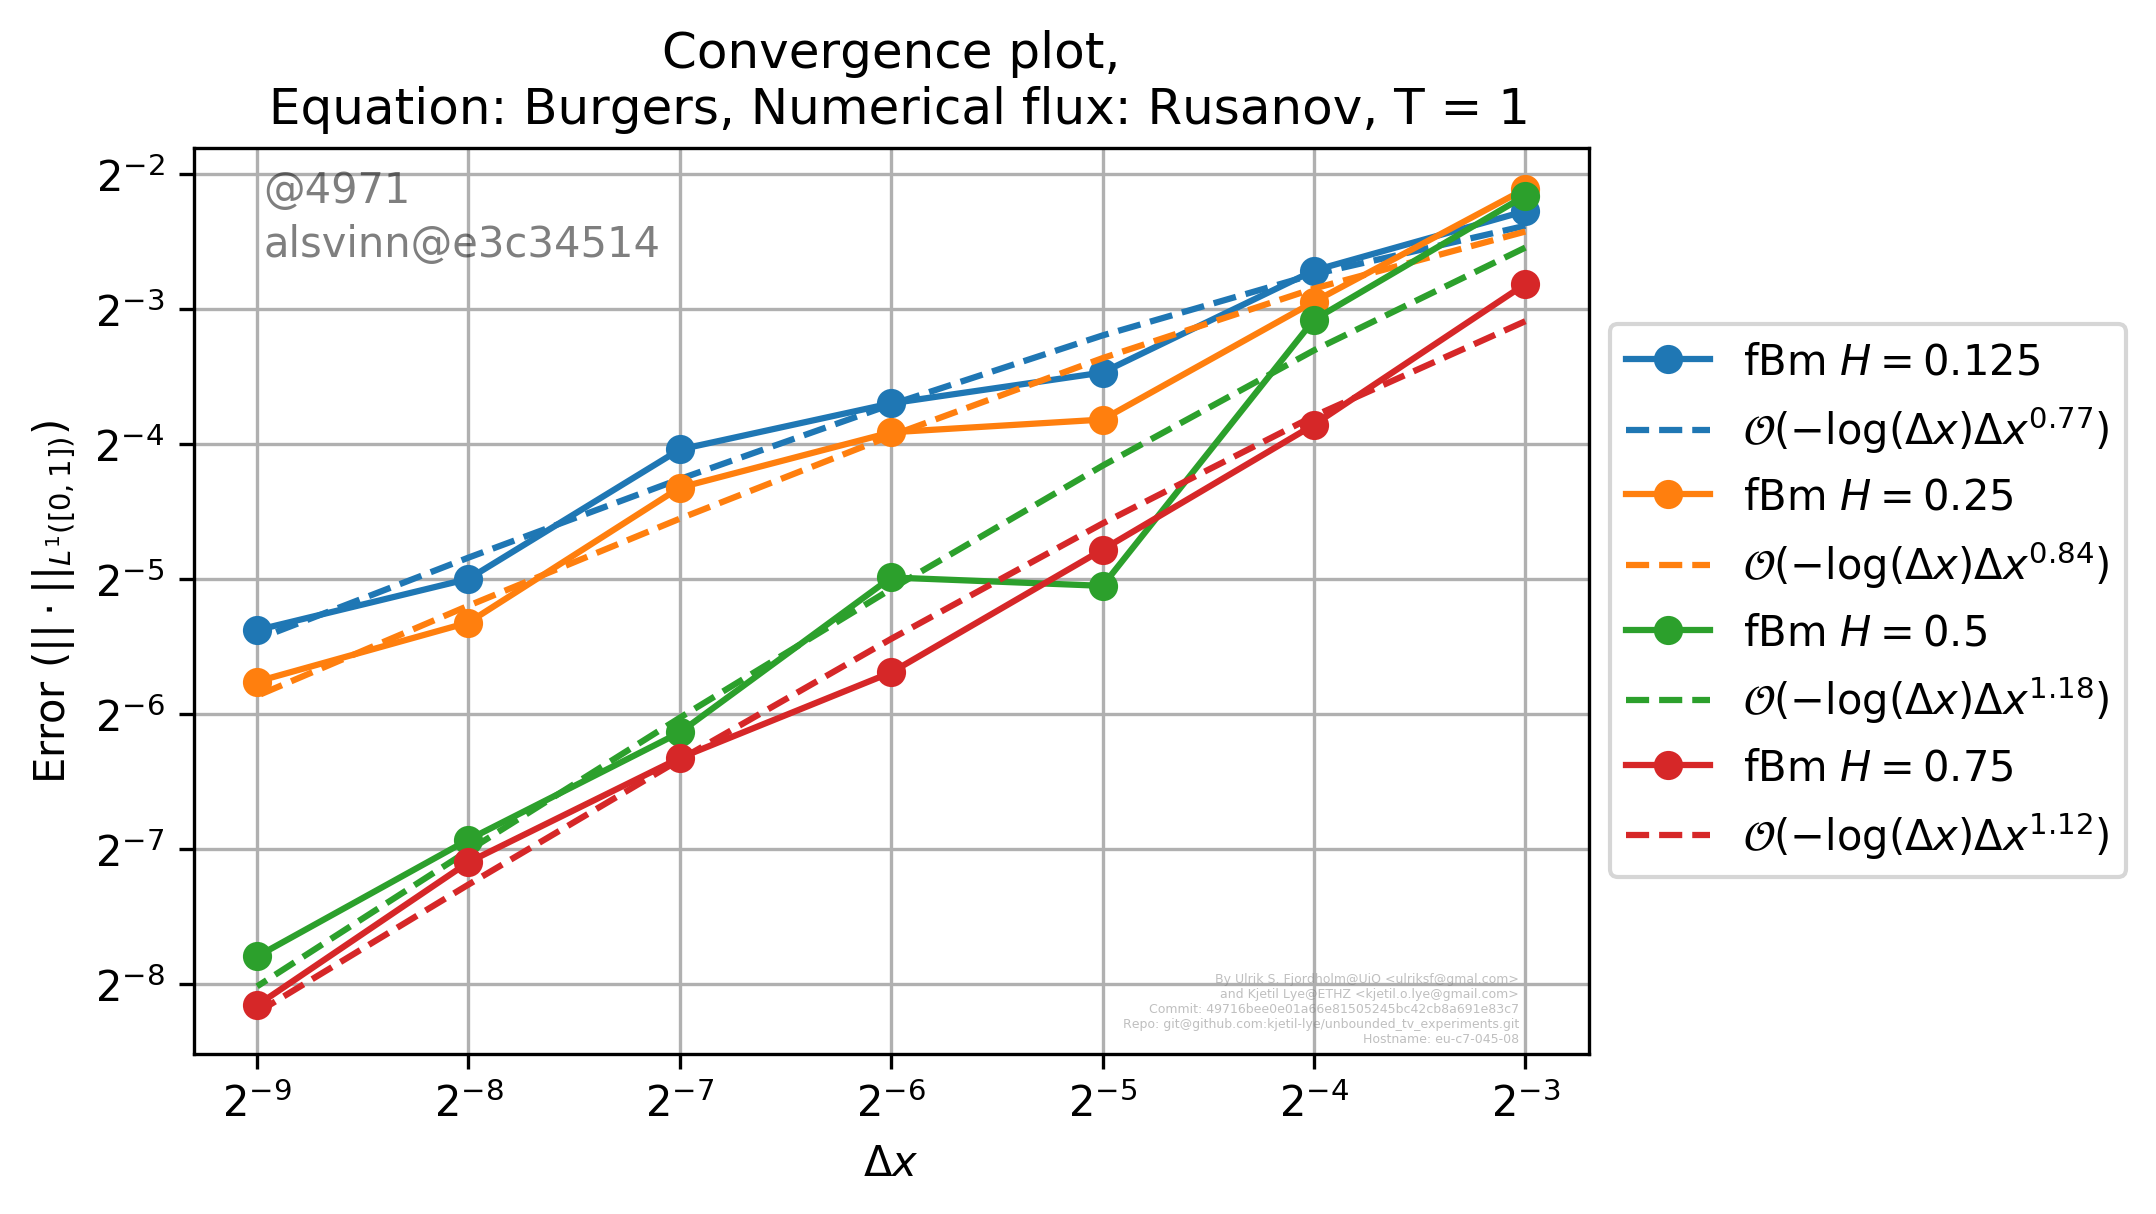 Convergence plot,
Equation: Burgers, Numerical flux: Rusanov, T = 1
@4971
alsvinn@e3c34514
2⁻²
2⁻³
2⁻⁴
2⁻⁵
2⁻⁶
2⁻⁷
2⁻⁸
Error (|| · ||_{L¹([0, 1])})
2⁻⁹
2⁻⁸
2⁻⁷
2⁻⁶
2⁻⁵
2⁻⁴
2⁻³
Δx
fBm H = 0.125
𝒪(−log(Δx)Δx^{0.77})
fBm H = 0.25
𝒪(−log(Δx)Δx^{0.84})
fBm H = 0.5
𝒪(−log(Δx)Δx^{1.18})
fBm H = 0.75
𝒪(−log(Δx)Δx^{1.12})
By Ulrik S. Fjordholm@UiO <ulriksf@gmal.com>
and Kjetil Lye@ETHZ <kjetil.o.lye@gmail.com>
Commit: 49716bee0e01a66e81505245bc42cb8a691e83c7
Repo: git@github.com:kjetil-lye/unbounded_tv_experiments.git
Hostname: eu-c7-045-08